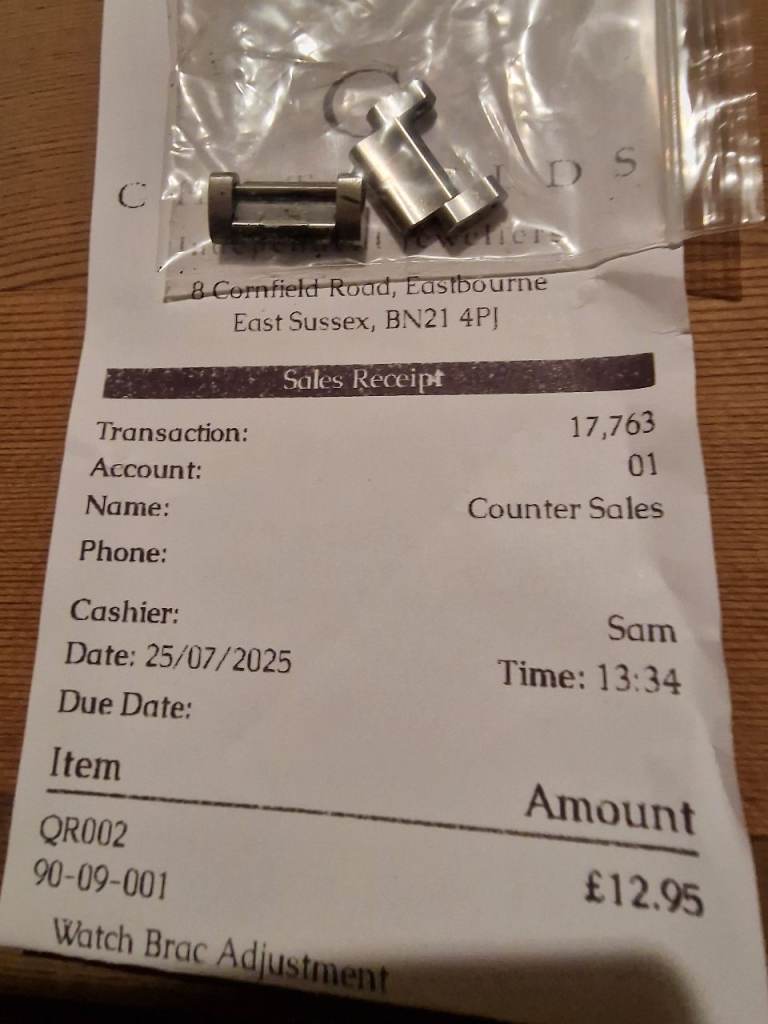 8 Cornfield Road, Eastbourne
East Sussex, BN21 4PJ
Sales Receipt
Transaction: 17,763
Account: 01
Name: Counter Sales
Phone:
Cashier: Sam
Date: 25/07/2025 Time: 13:34
Due Date:
Item Amount
QR002
90-09-001 £12.95
Watch Brac Adjustment